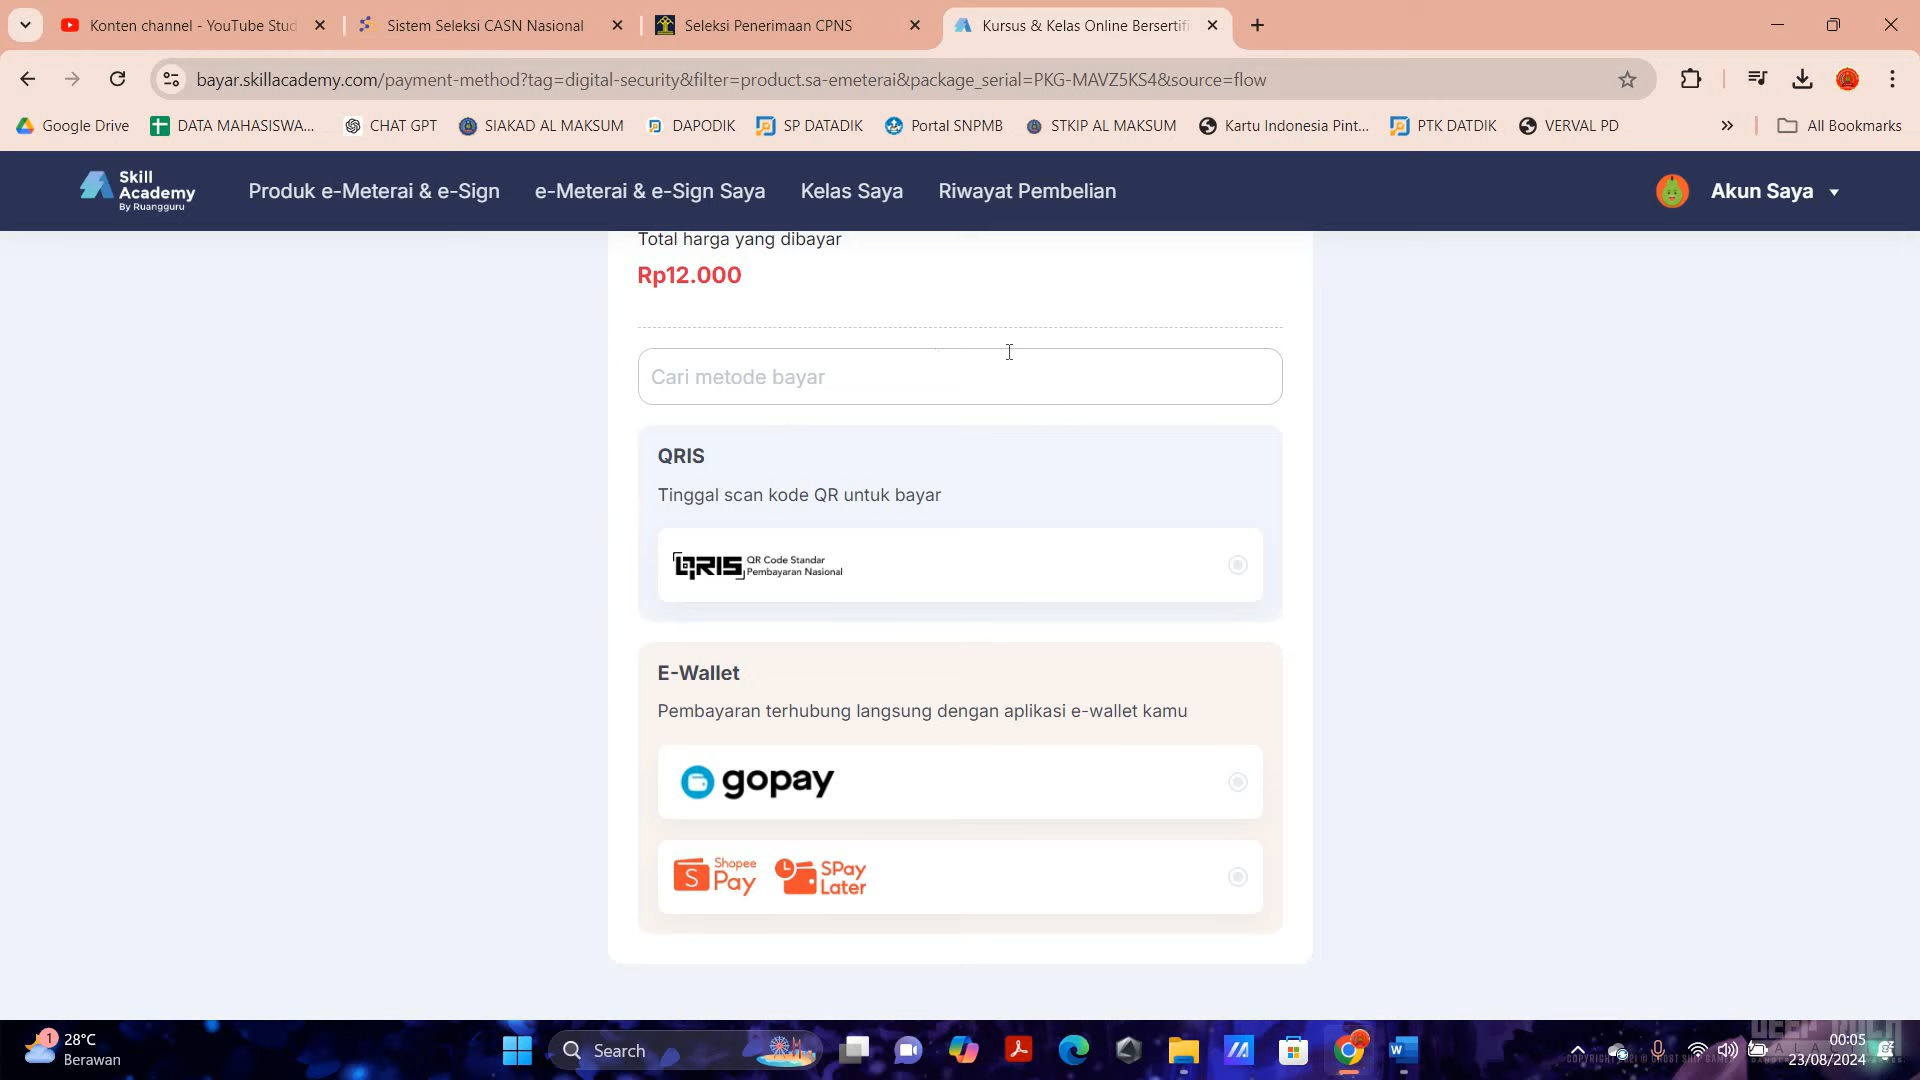 Konten channel - YouTube Stud
Sistem Seleksi CASN Nasional
Seleksi Penerimaan CPNS
Kursus & Kelas Online Bersertifi
bayar.skillacademy.com/payment-method?tag=digital-security&filter=product.sa-emeterai&package_serial=PKG-MAVZ5KS4&source=flow
Google Drive
DATA MAHASISWA...
CHAT GPT
SIAKAD AL MAKSUM
DAPODIK
SP DATADIK
Portal SNPMB
STKIP AL MAKSUM
Kartu Indonesia Pint...
PTK DATDIK
VERVAL PD
All Bookmarks
Skill
Academy
By Ruangguru
Produk e-Meterai & e-Sign
e-Meterai & e-Sign Saya
Kelas Saya
Riwayat Pembelian
Akun Saya
Total harga yang dibayar
Rp12.000
Cari metode bayar
QRIS
Tinggal scan kode QR untuk bayar
QRIS
QR Code Standar
Pembayaran Nasional
E-Wallet
Pembayaran terhubung langsung dengan aplikasi e-wallet kamu
gopay
S
Shopee
Pay
SPay
Later
1
28°C
Berawan
Search
00:05
23/08/2024